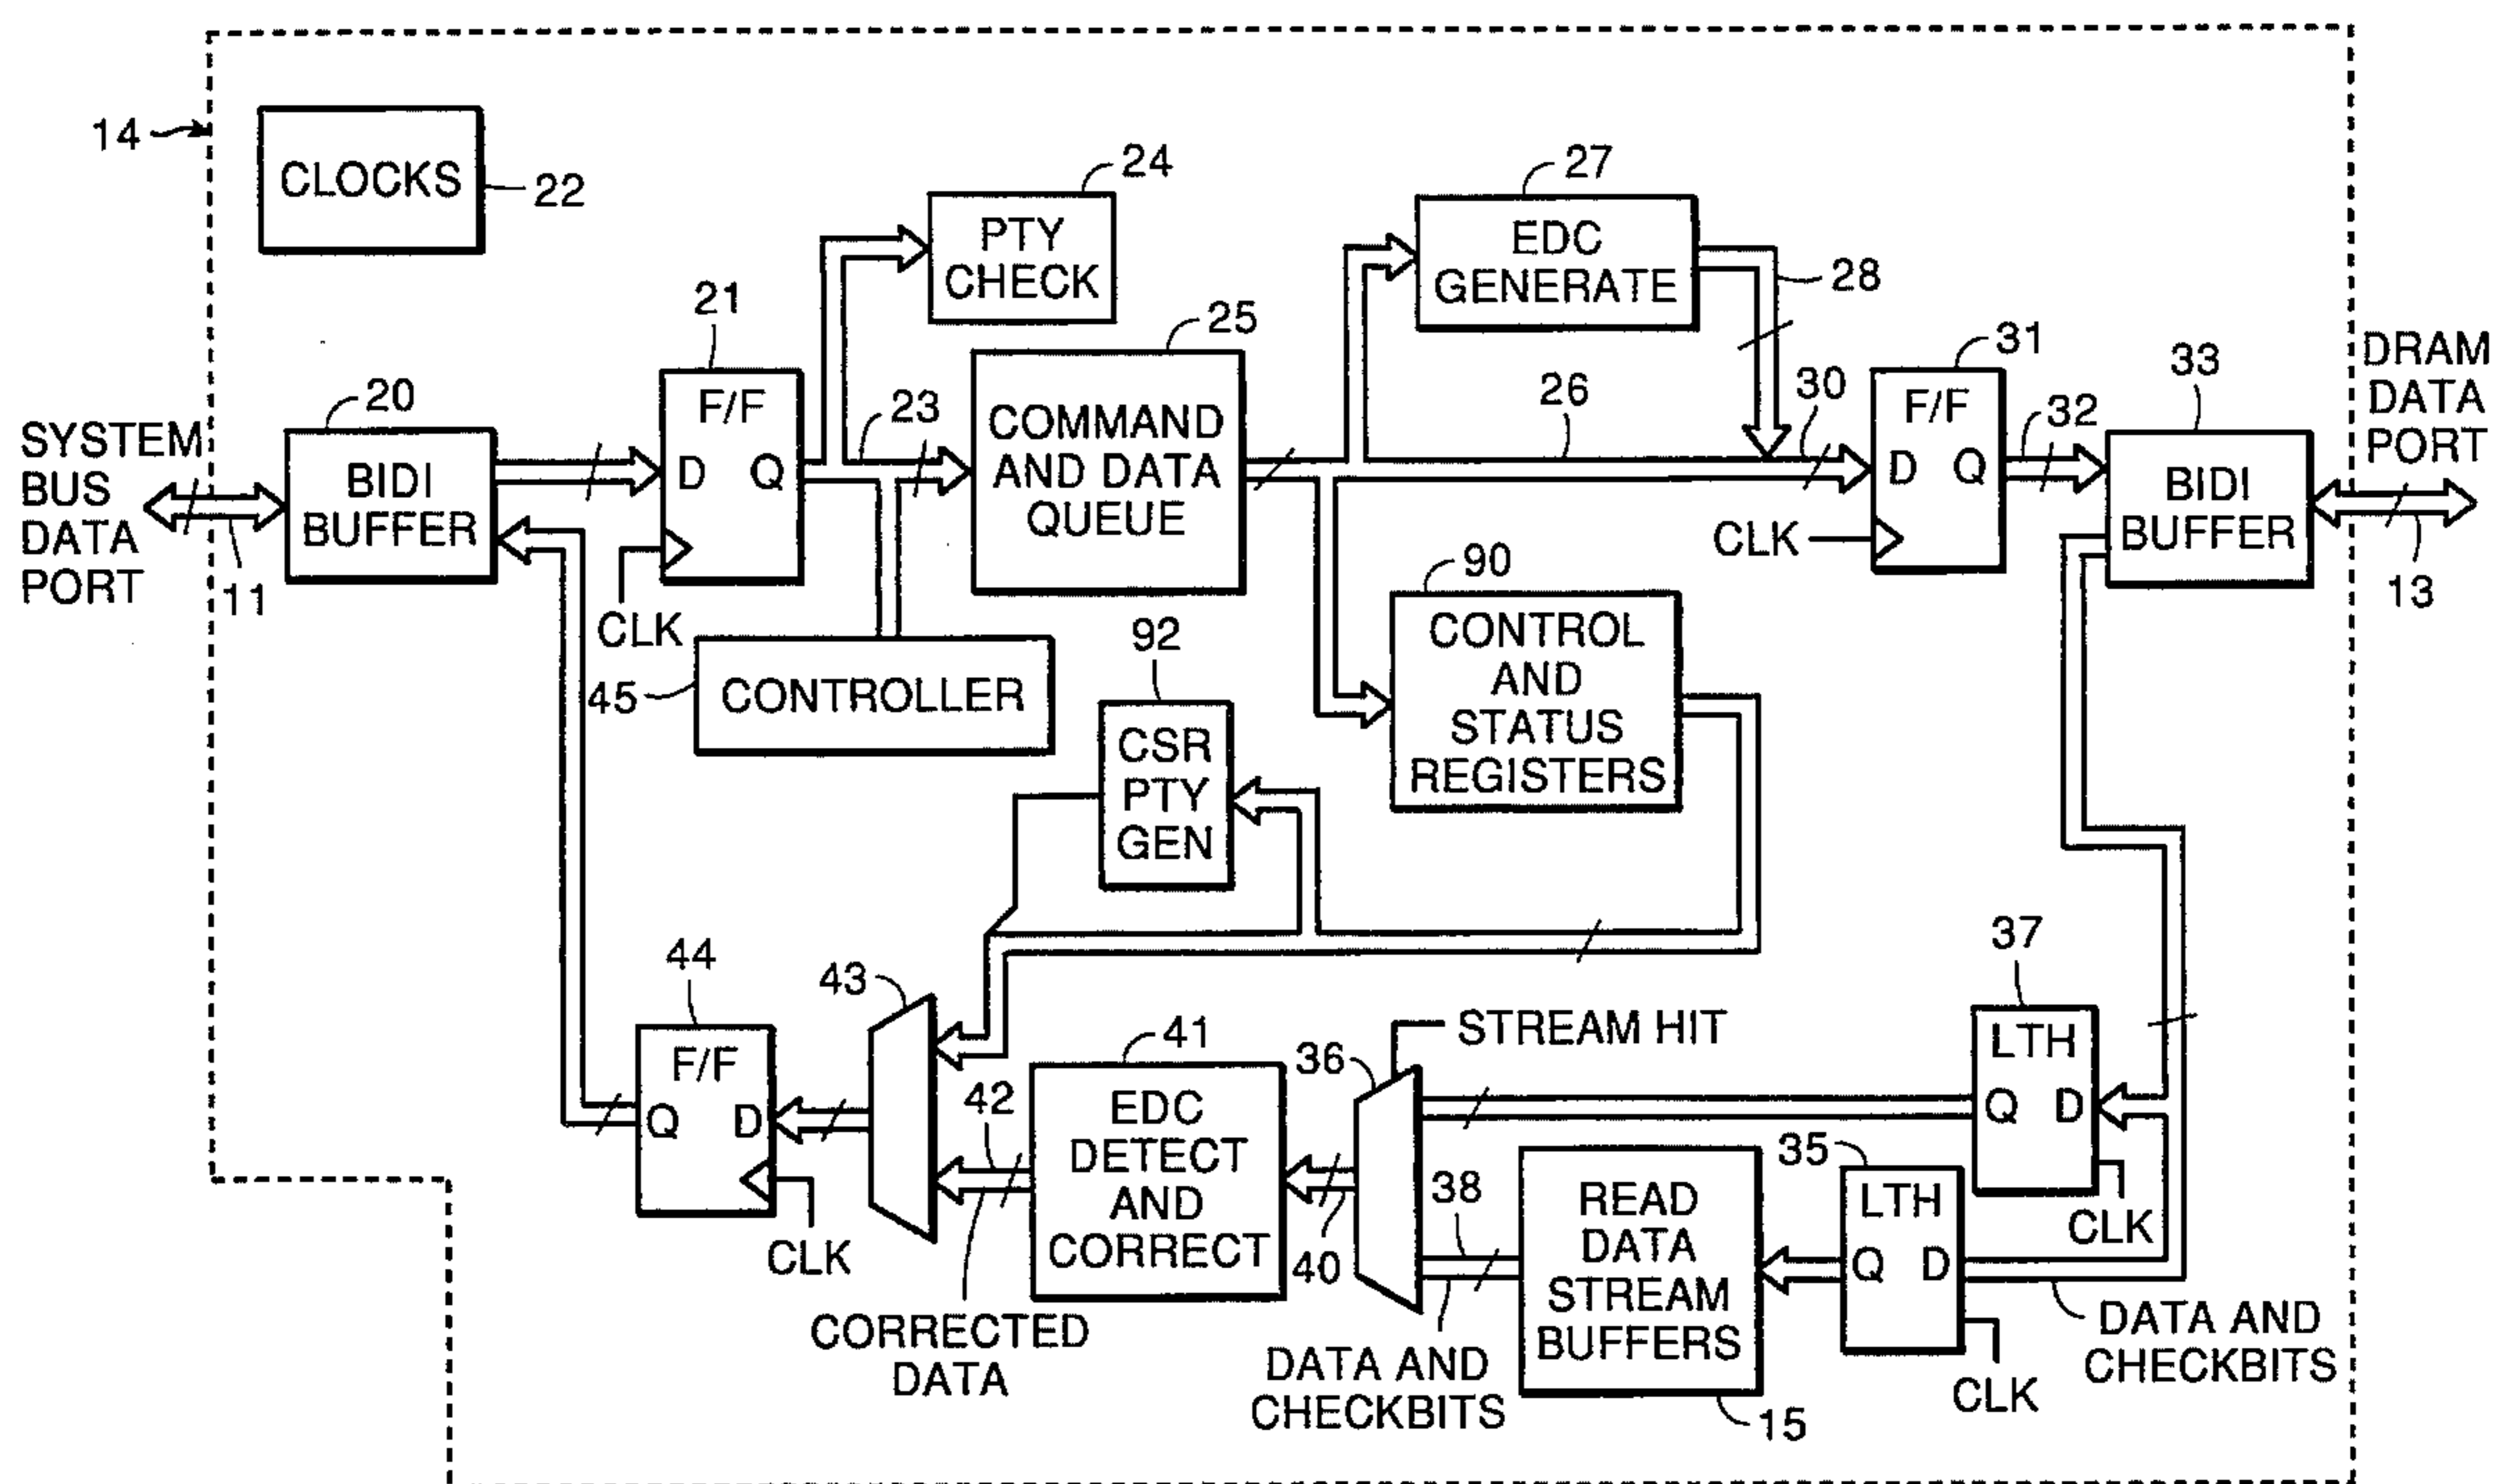 14
CLOCKS
22
24
PTY
CHECK
27
EDC
GENERATE
28
21
F/F
D Q
CLK
23
25
COMMAND
AND DATA
QUEUE
26
30
31
F/F
D Q
CLK
32
33
BIDI
BUFFER
DRAM
DATA
PORT
13
SYSTEM
BUS
DATA
PORT
11
20
BIDI
BUFFER
45
CONTROLLER
92
CSR
PTY
GEN
90
CONTROL
AND
STATUS
REGISTERS
44
F/F
Q D
CLK
43
42
CORRECTED
DATA
41
EDC
DETECT
AND
CORRECT
40
36
STREAM HIT
38
DATA AND
CHECKBITS
READ
DATA
STREAM
BUFFERS
15
35
LTH
Q D
CLK
37
LTH
Q D
CLK
DATA AND
CHECKBITS